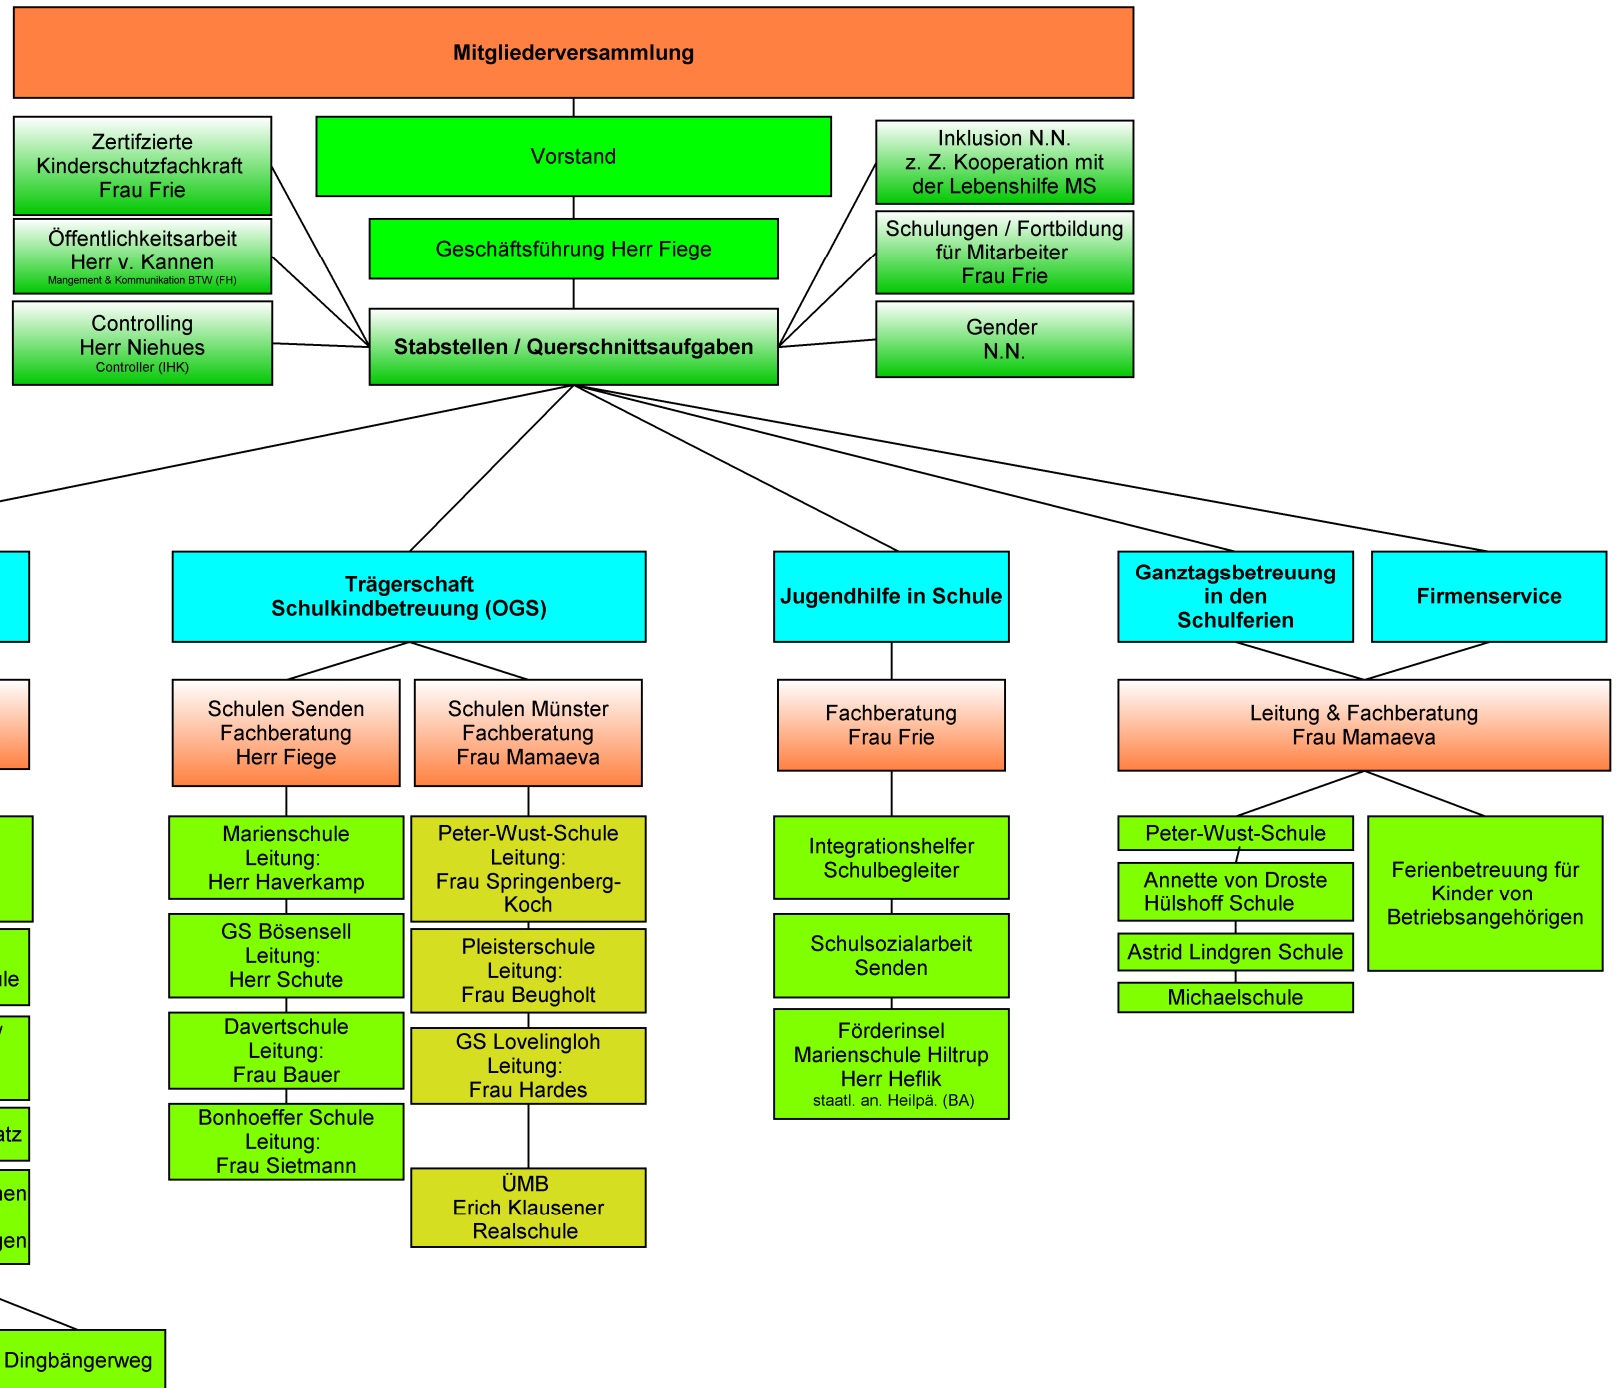 Mitgliederversammlung
Zertifzierte
Kinderschutzfachkraft
Frau Frie
Vorstand
Inklusion N.N.
z. Z. Kooperation mit
der Lebenshilfe MS
Öffentlichkeitsarbeit
Herr v. Kannen
Mangement & Kommunikation BTW (FH)
Geschäftsführung Herr Fiege
Schulungen / Fortbildung
für Mitarbeiter
Frau Frie
Controlling
Herr Niehues
Controller (IHK)
Stabstellen / Querschnittsaufgaben
Gender
N.N.
Trägerschaft
Schulkindbetreuung (OGS)
Jugendhilfe in Schule
Ganztagsbetreuung
in den
Schulferien
Firmenservice
Schulen Senden
Fachberatung
Herr Fiege
Schulen Münster
Fachberatung
Frau Mamaeva
Fachberatung
Frau Frie
Leitung & Fachberatung
Frau Mamaeva
Marienschule
Leitung:
Herr Haverkamp
GS Bösensell
Leitung:
Herr Schute
Davertschule
Leitung:
Frau Bauer
Bonhoeffer Schule
Leitung:
Frau Sietmann
Peter-Wust-Schule
Leitung:
Frau Springenberg-
Koch
Pleisterschule
Leitung:
Frau Beugholt
GS Lovelingloh
Leitung:
Frau Hardes
ÜMB
Erich Klausener
Realschule
Integrationshelfer
Schulbegleiter
Schulsozialarbeit
Senden
Förderinsel
Marienschule Hiltrup
Herr Heflik
staatl. an. Heilpä. (BA)
Peter-Wust-Schule
Annette von Droste
Hülshoff Schule
Astrid Lindgren Schule
Michaelschule
Ferienbetreuung für
Kinder von
Betriebsangehörigen
ule
atz
nen
gen
Dingbängerweg